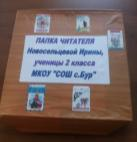 ПАПКА ЧИТАТЕЛЯ
Новосельцевой Ирины,
ученицы 2 класса
МКОУ "СОШ с.Бур"